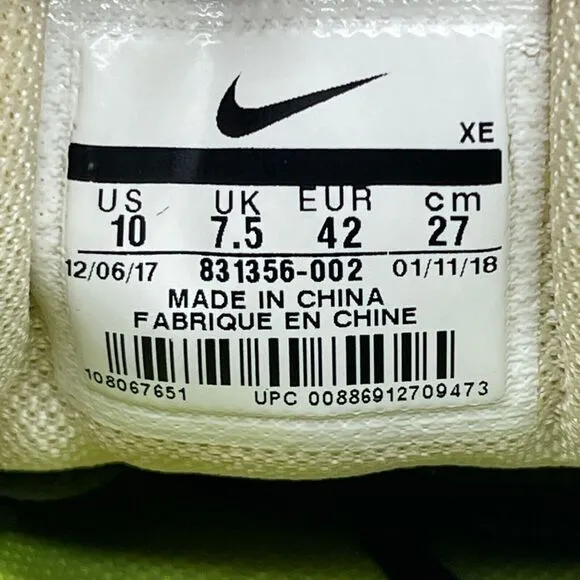 XE
US UK EUR cm
10 7.5 42 27
12/06/17 831356-002 01/11/18
MADE IN CHINA
FABRIQUE EN CHINE
108067651
UPC 00886912709473